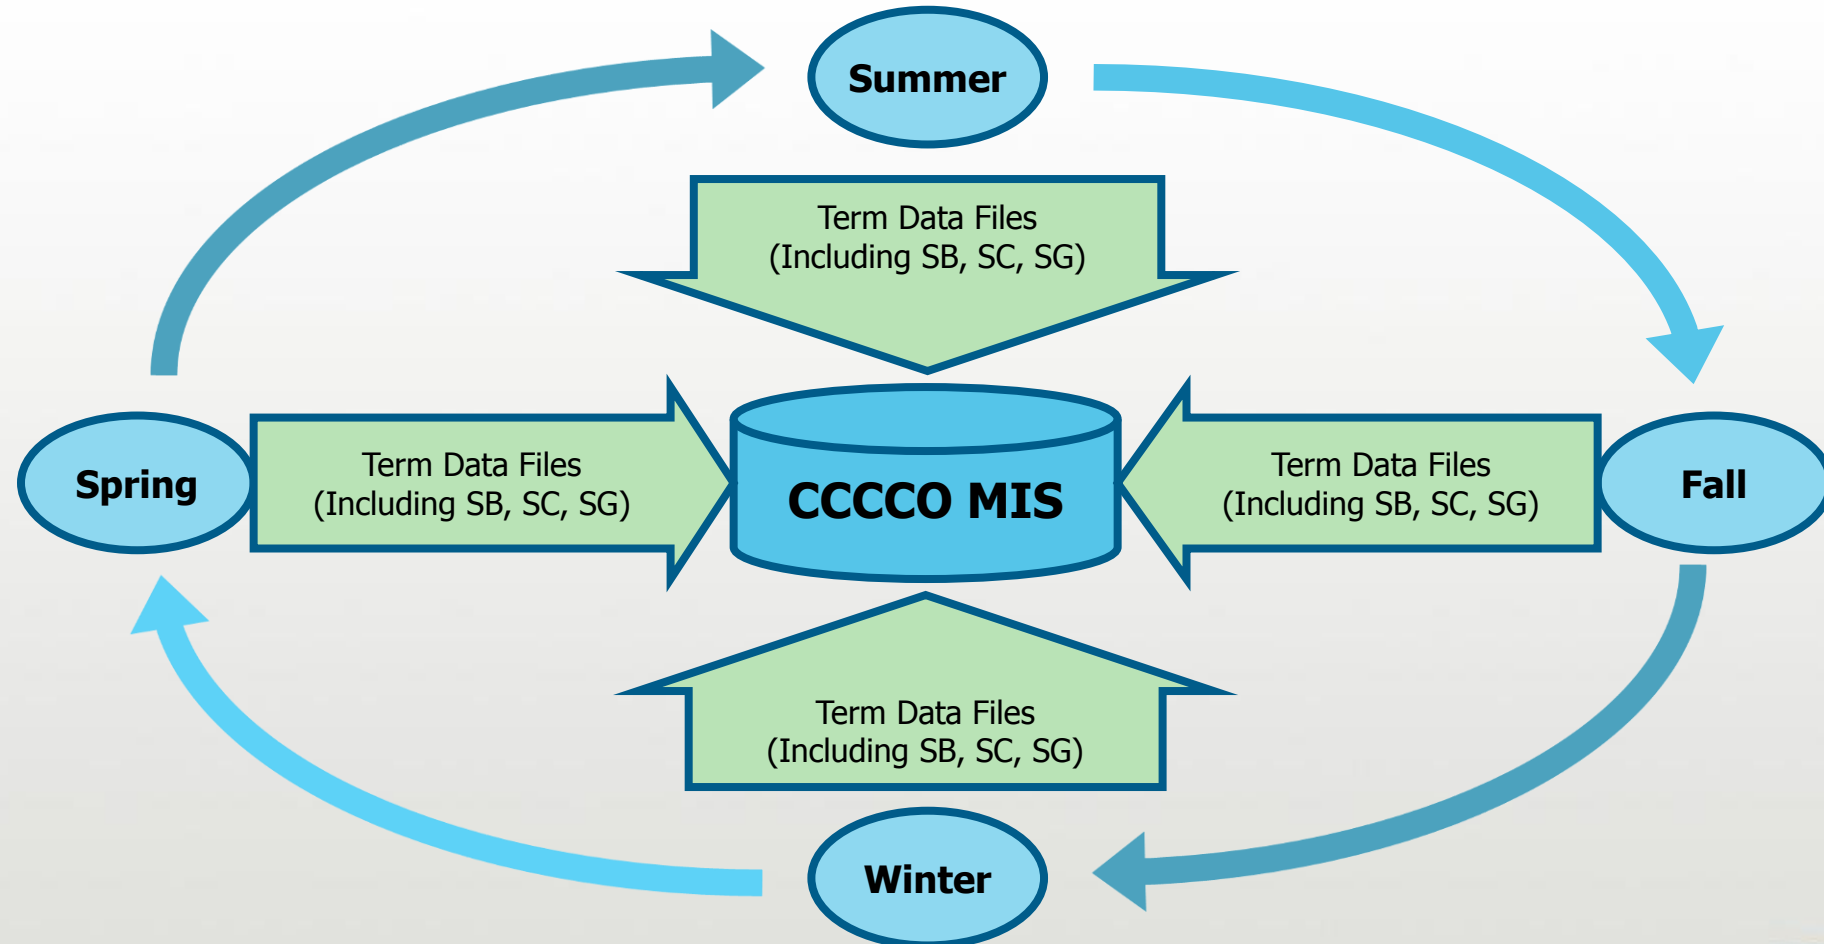 Summer
Term Data Files
(Including SB, SC, SG)
Spring
Term Data Files
(Including SB, SC, SG)
CCCCO MIS
Term Data Files
(Including SB, SC, SG)
Fall
Term Data Files
(Including SB, SC, SG)
Winter